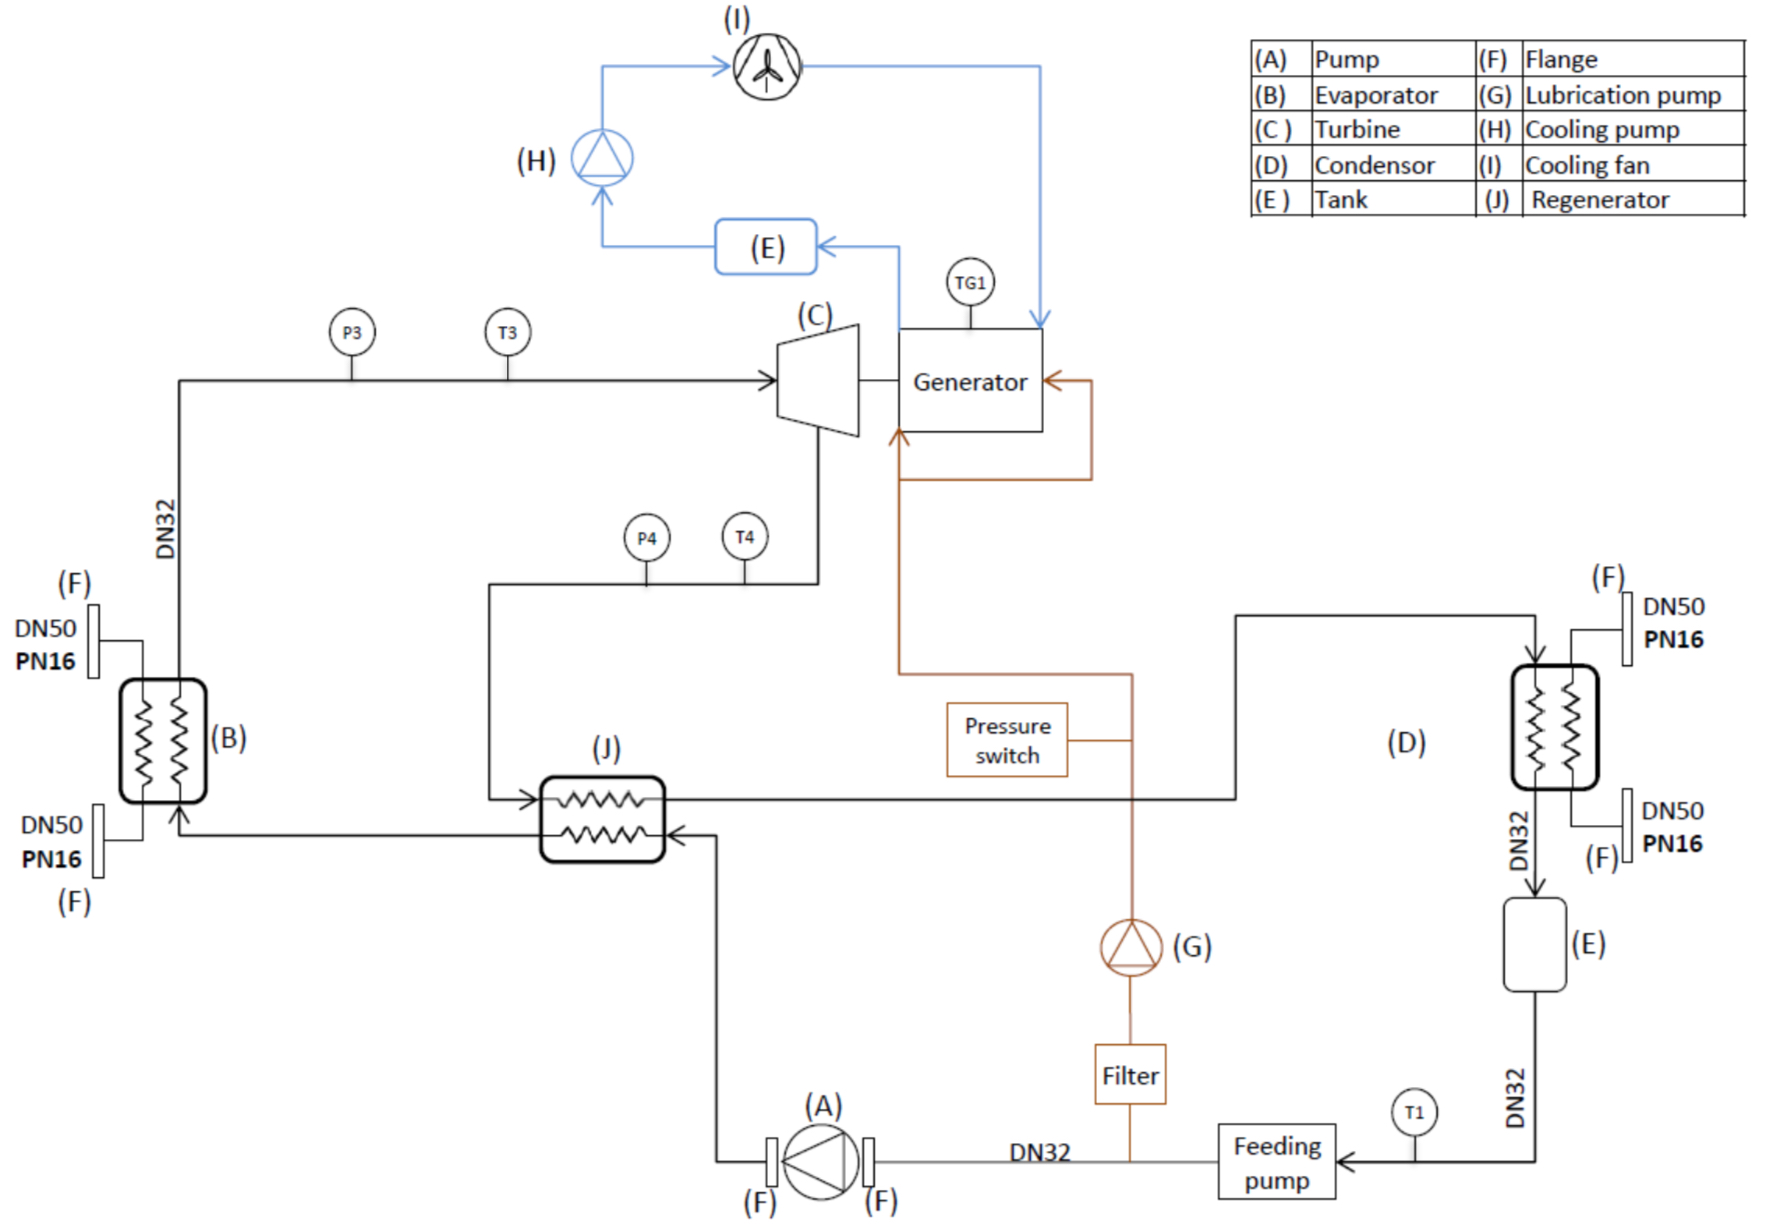 (I)
(A) Pump (F) Flange
(B) Evaporator (G) Lubrication pump
(C ) Turbine (H) Cooling pump
(D) Condensor (I) Cooling fan
(E ) Tank (J) Regenerator
(H)
(E)
TG1
(C)
P3
T3
Generator
DN32
P4
T4
(F)
DN50
PN16
(F)
DN50
PN16
(B)
(J)
Pressure
switch
(D)
DN50
PN16
(F)
DN32
DN50
PN16
(F)
(G)
(E)
Filter
(A)
DN32
T1
DN32
Feeding
pump
(F)
(F)